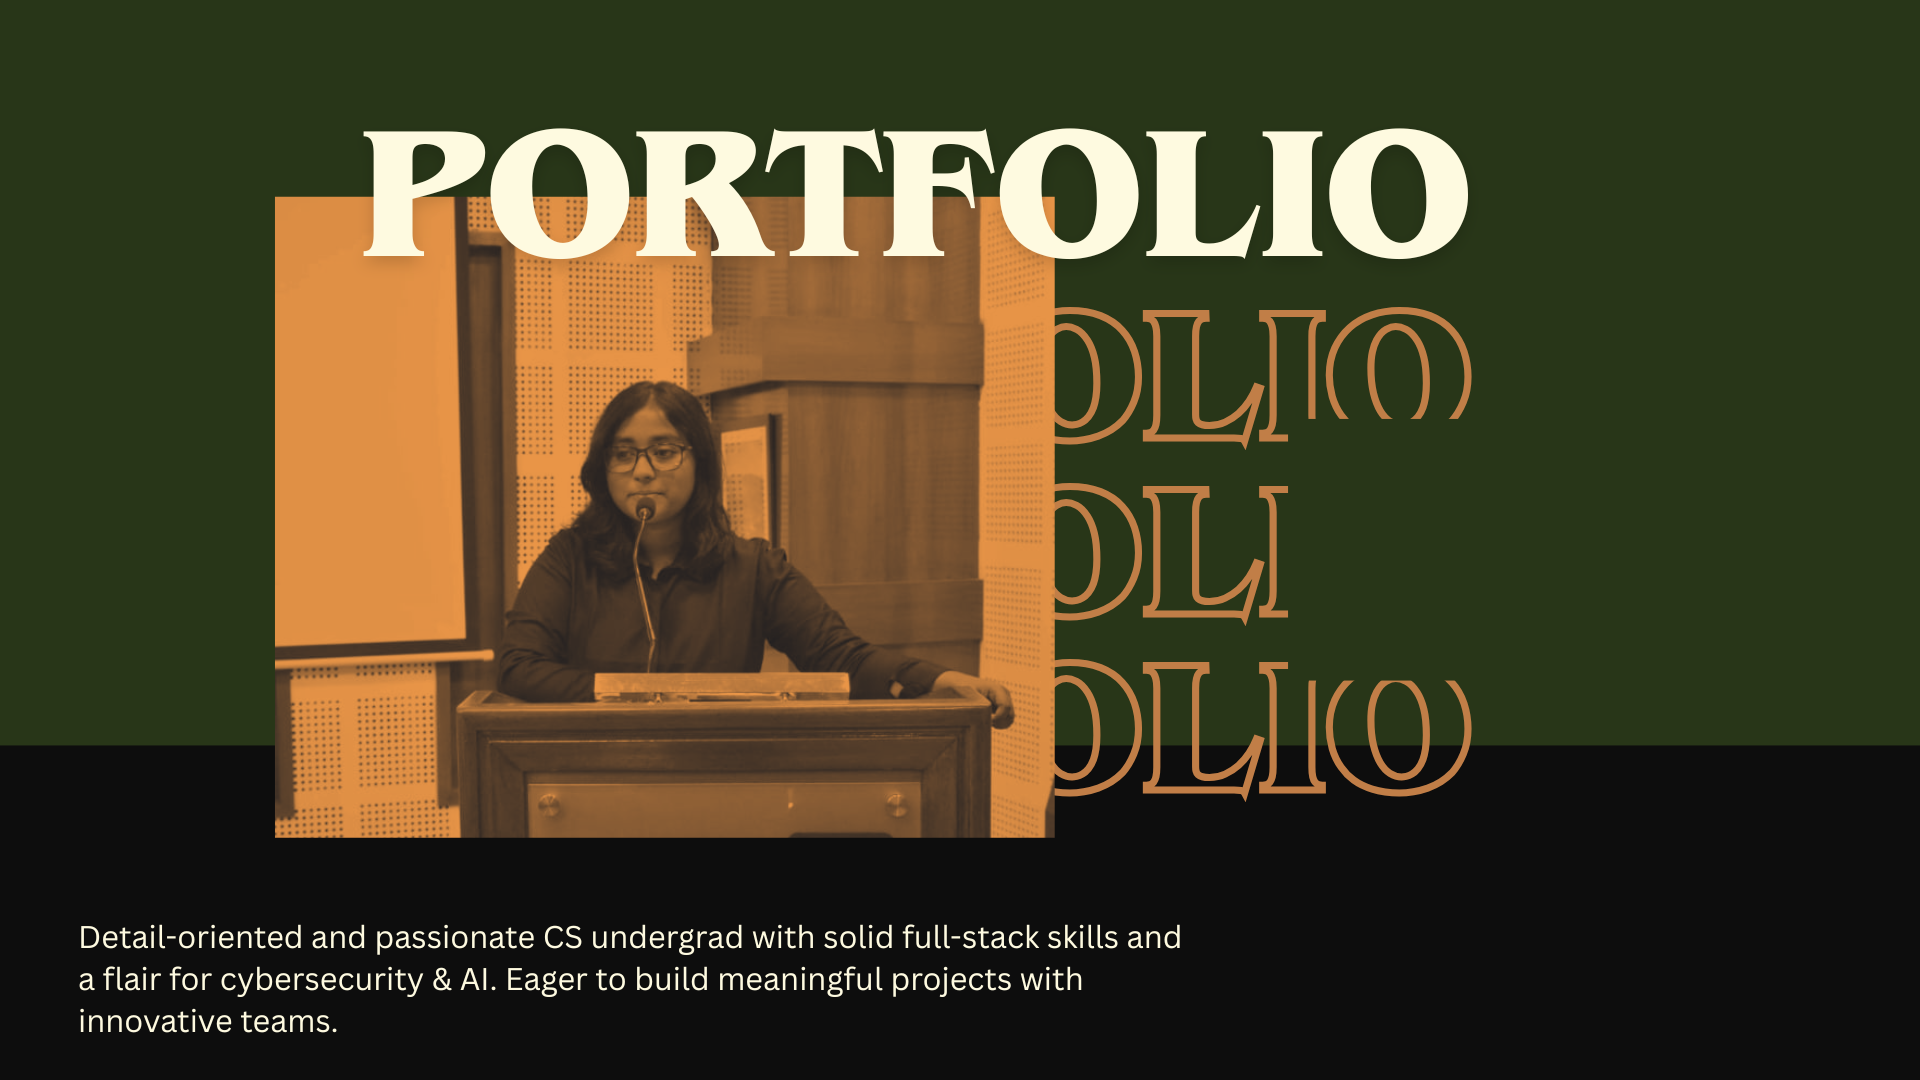 PORTFOLIO
OLIO
OLI
OLIO
Detail-oriented and passionate CS undergrad with solid full-stack skills and
a flair for cybersecurity & AI. Eager to build meaningful projects with
innovative teams.